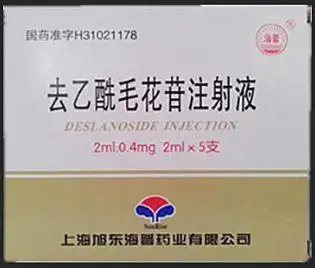 国药准字H31021178
海普
®
去乙酰毛花苷注射液
DESLANOSIDE INJECTION
2ml:0.4mg 2ml×5支
SunRise
上海旭东海普药业有限公司